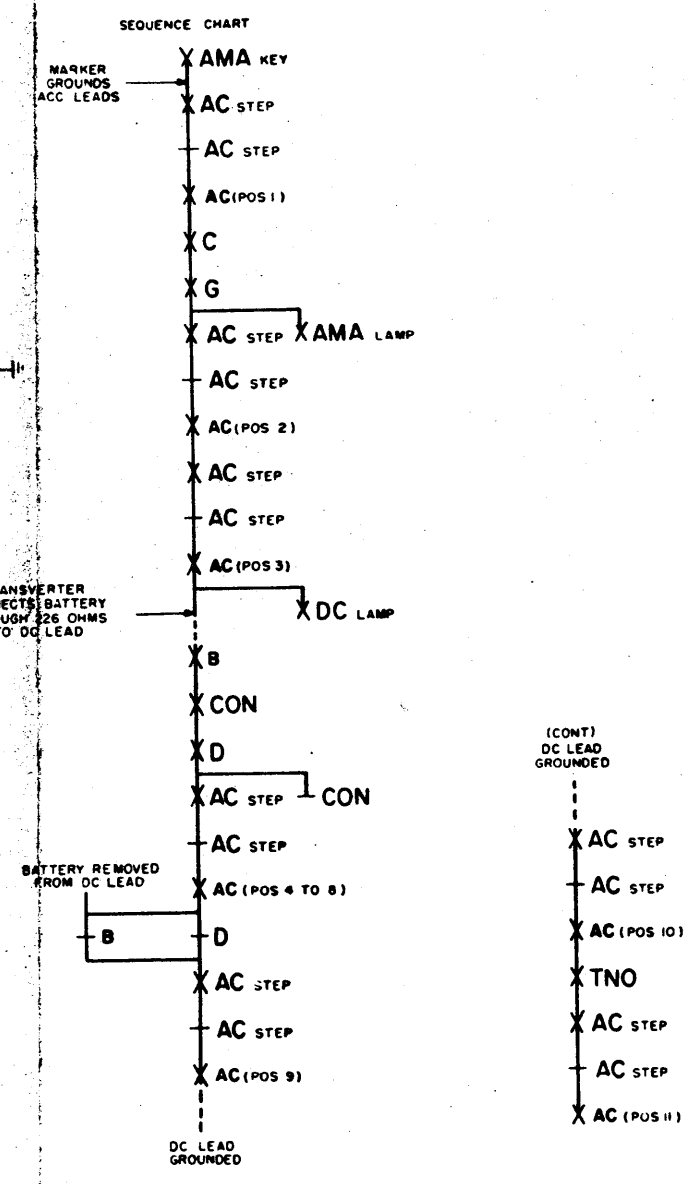 SEQUENCE CHART
AMA KEY
MARKER
GROUNDS
ACC LEADS
AC STEP
AC STEP
AC (POS 1)
C
G
AC STEP AMA LAMP
AC STEP
AC (POS 2)
AC STEP
AC STEP
AC (POS 3)
ANSVERTER
ECTS BATTERY
UGH 226 OHMS
TO DC LEAD
DC LAMP
B
CON
D
AC STEP CON
AC STEP
BATTERY REMOVED
FROM DC LEAD
AC (POS 4 TO 8)
B D
AC STEP
AC STEP
AC (POS 9)
DC LEAD
GROUNDED
(CONT)
DC LEAD
GROUNDED
AC STEP
AC STEP
AC (POS 10)
TNO
AC STEP
AC STEP
AC (POS 11)